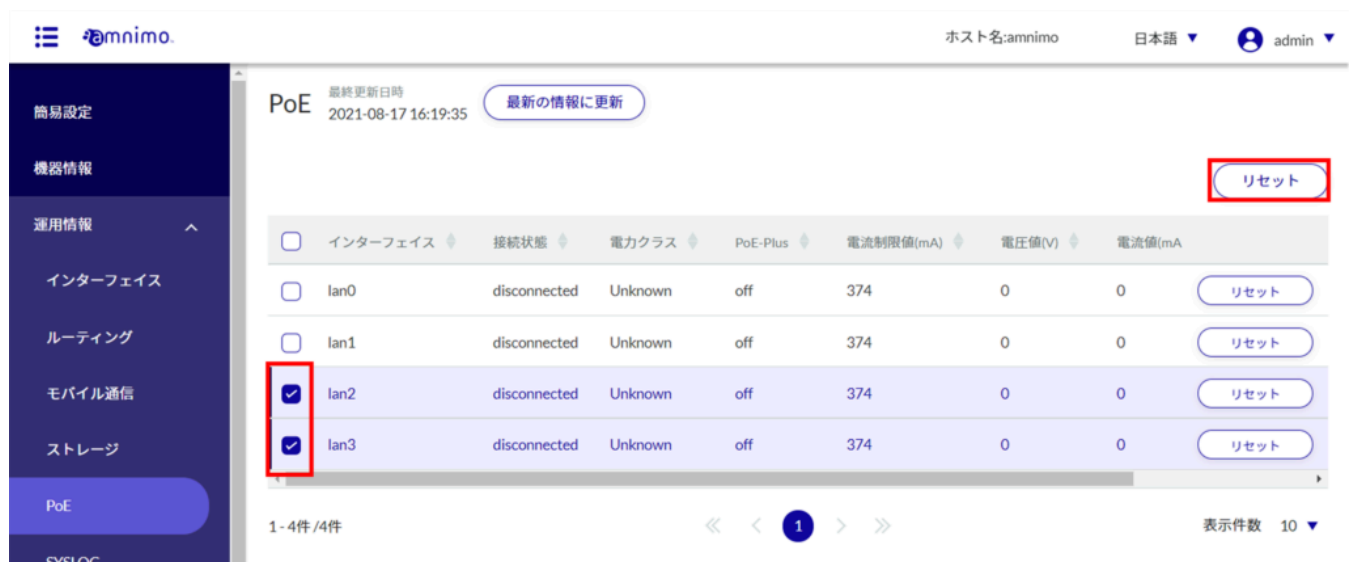 amnimo.
ホスト名:amnimo
日本語 ▼
admin ▼
簡易設定
機器情報
運用情報
インターフェイス
ルーティング
モバイル通信
ストレージ
PoE
SYSLOG
PoE
最終更新日時
2021-08-17 16:19:35
最新の情報に更新
リセット
インターフェイス 接続状態 電力クラス PoE-Plus 電流制限値(mA) 電圧値(V) 電流値(mA
lan0 disconnected Unknown off 374 0 0 リセット
lan1 disconnected Unknown off 374 0 0 リセット
lan2 disconnected Unknown off 374 0 0 リセット
lan3 disconnected Unknown off 374 0 0 リセット
1 - 4件 /4件
1
表示件数 10 ▼